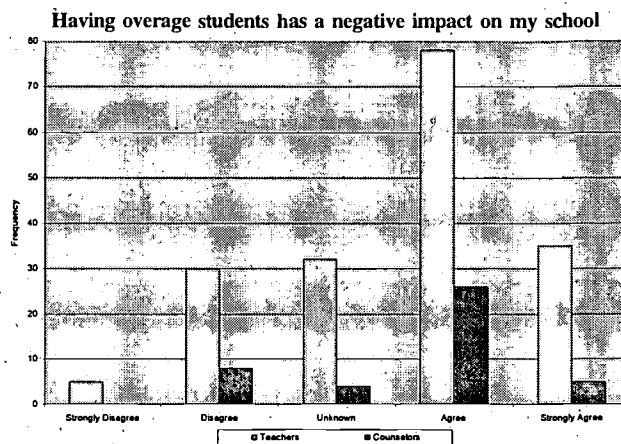 Having overage students has a negative impact on my school
80
70
60
50
40
30
20
10
0
Frequency
Strongly Disagree
Disagree
Unknown
Agree
Strongly Agree
Teachers
Counselors